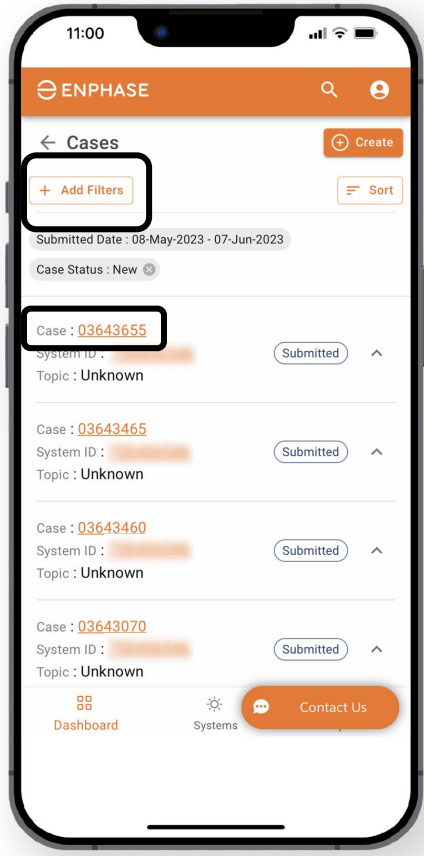 11:00
ENPHASE
Cases
Create
Add Filters
Sort
Submitted Date : 08-May-2023 - 07-Jun-2023
Case Status : New
Case : 03643655
System ID :
Submitted
Topic : Unknown
Case : 03643465
System ID :
Submitted
Topic : Unknown
Case : 03643460
System ID :
Submitted
Topic : Unknown
Case : 03643070
System ID :
Submitted
Topic : Unknown
Dashboard
Systems
Contact Us